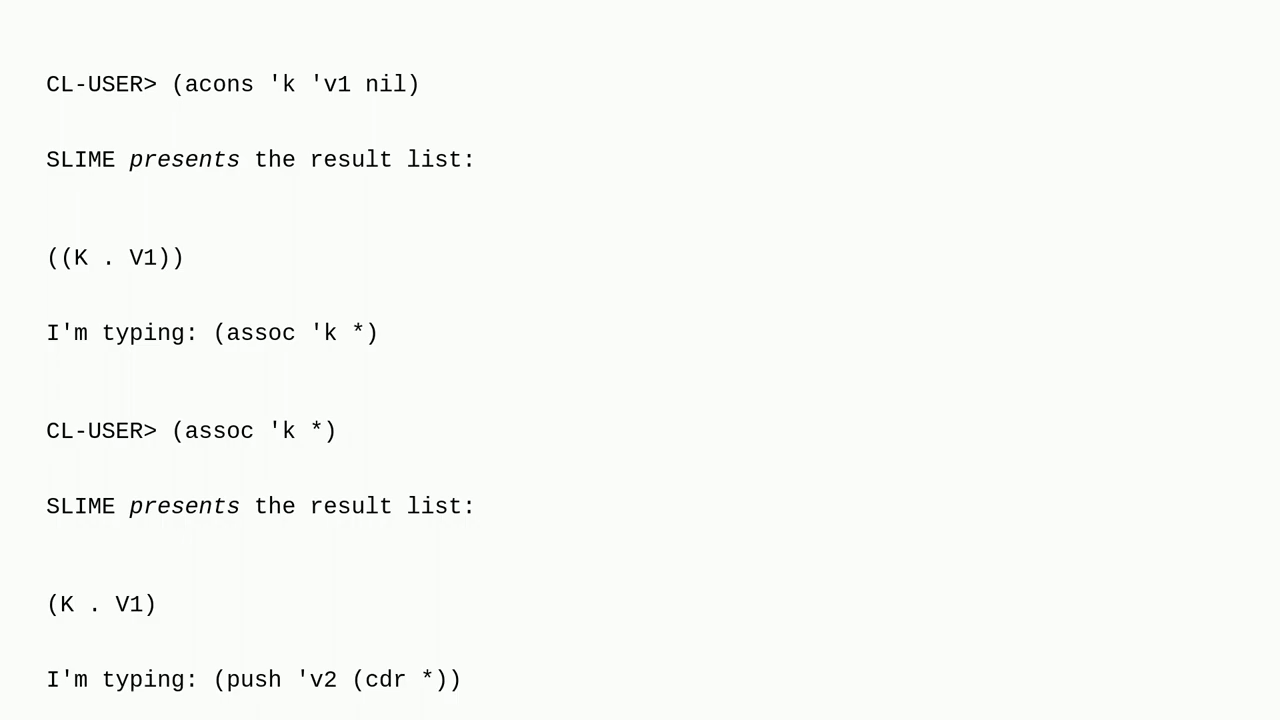 CL-USER> (acons 'k 'v1 nil)
SLIME presents the result list:
((K . V1))
I'm typing: (assoc 'k *)
CL-USER> (assoc 'k *)
SLIME presents the result list:
(K . V1)
I'm typing: (push 'v2 (cdr *))